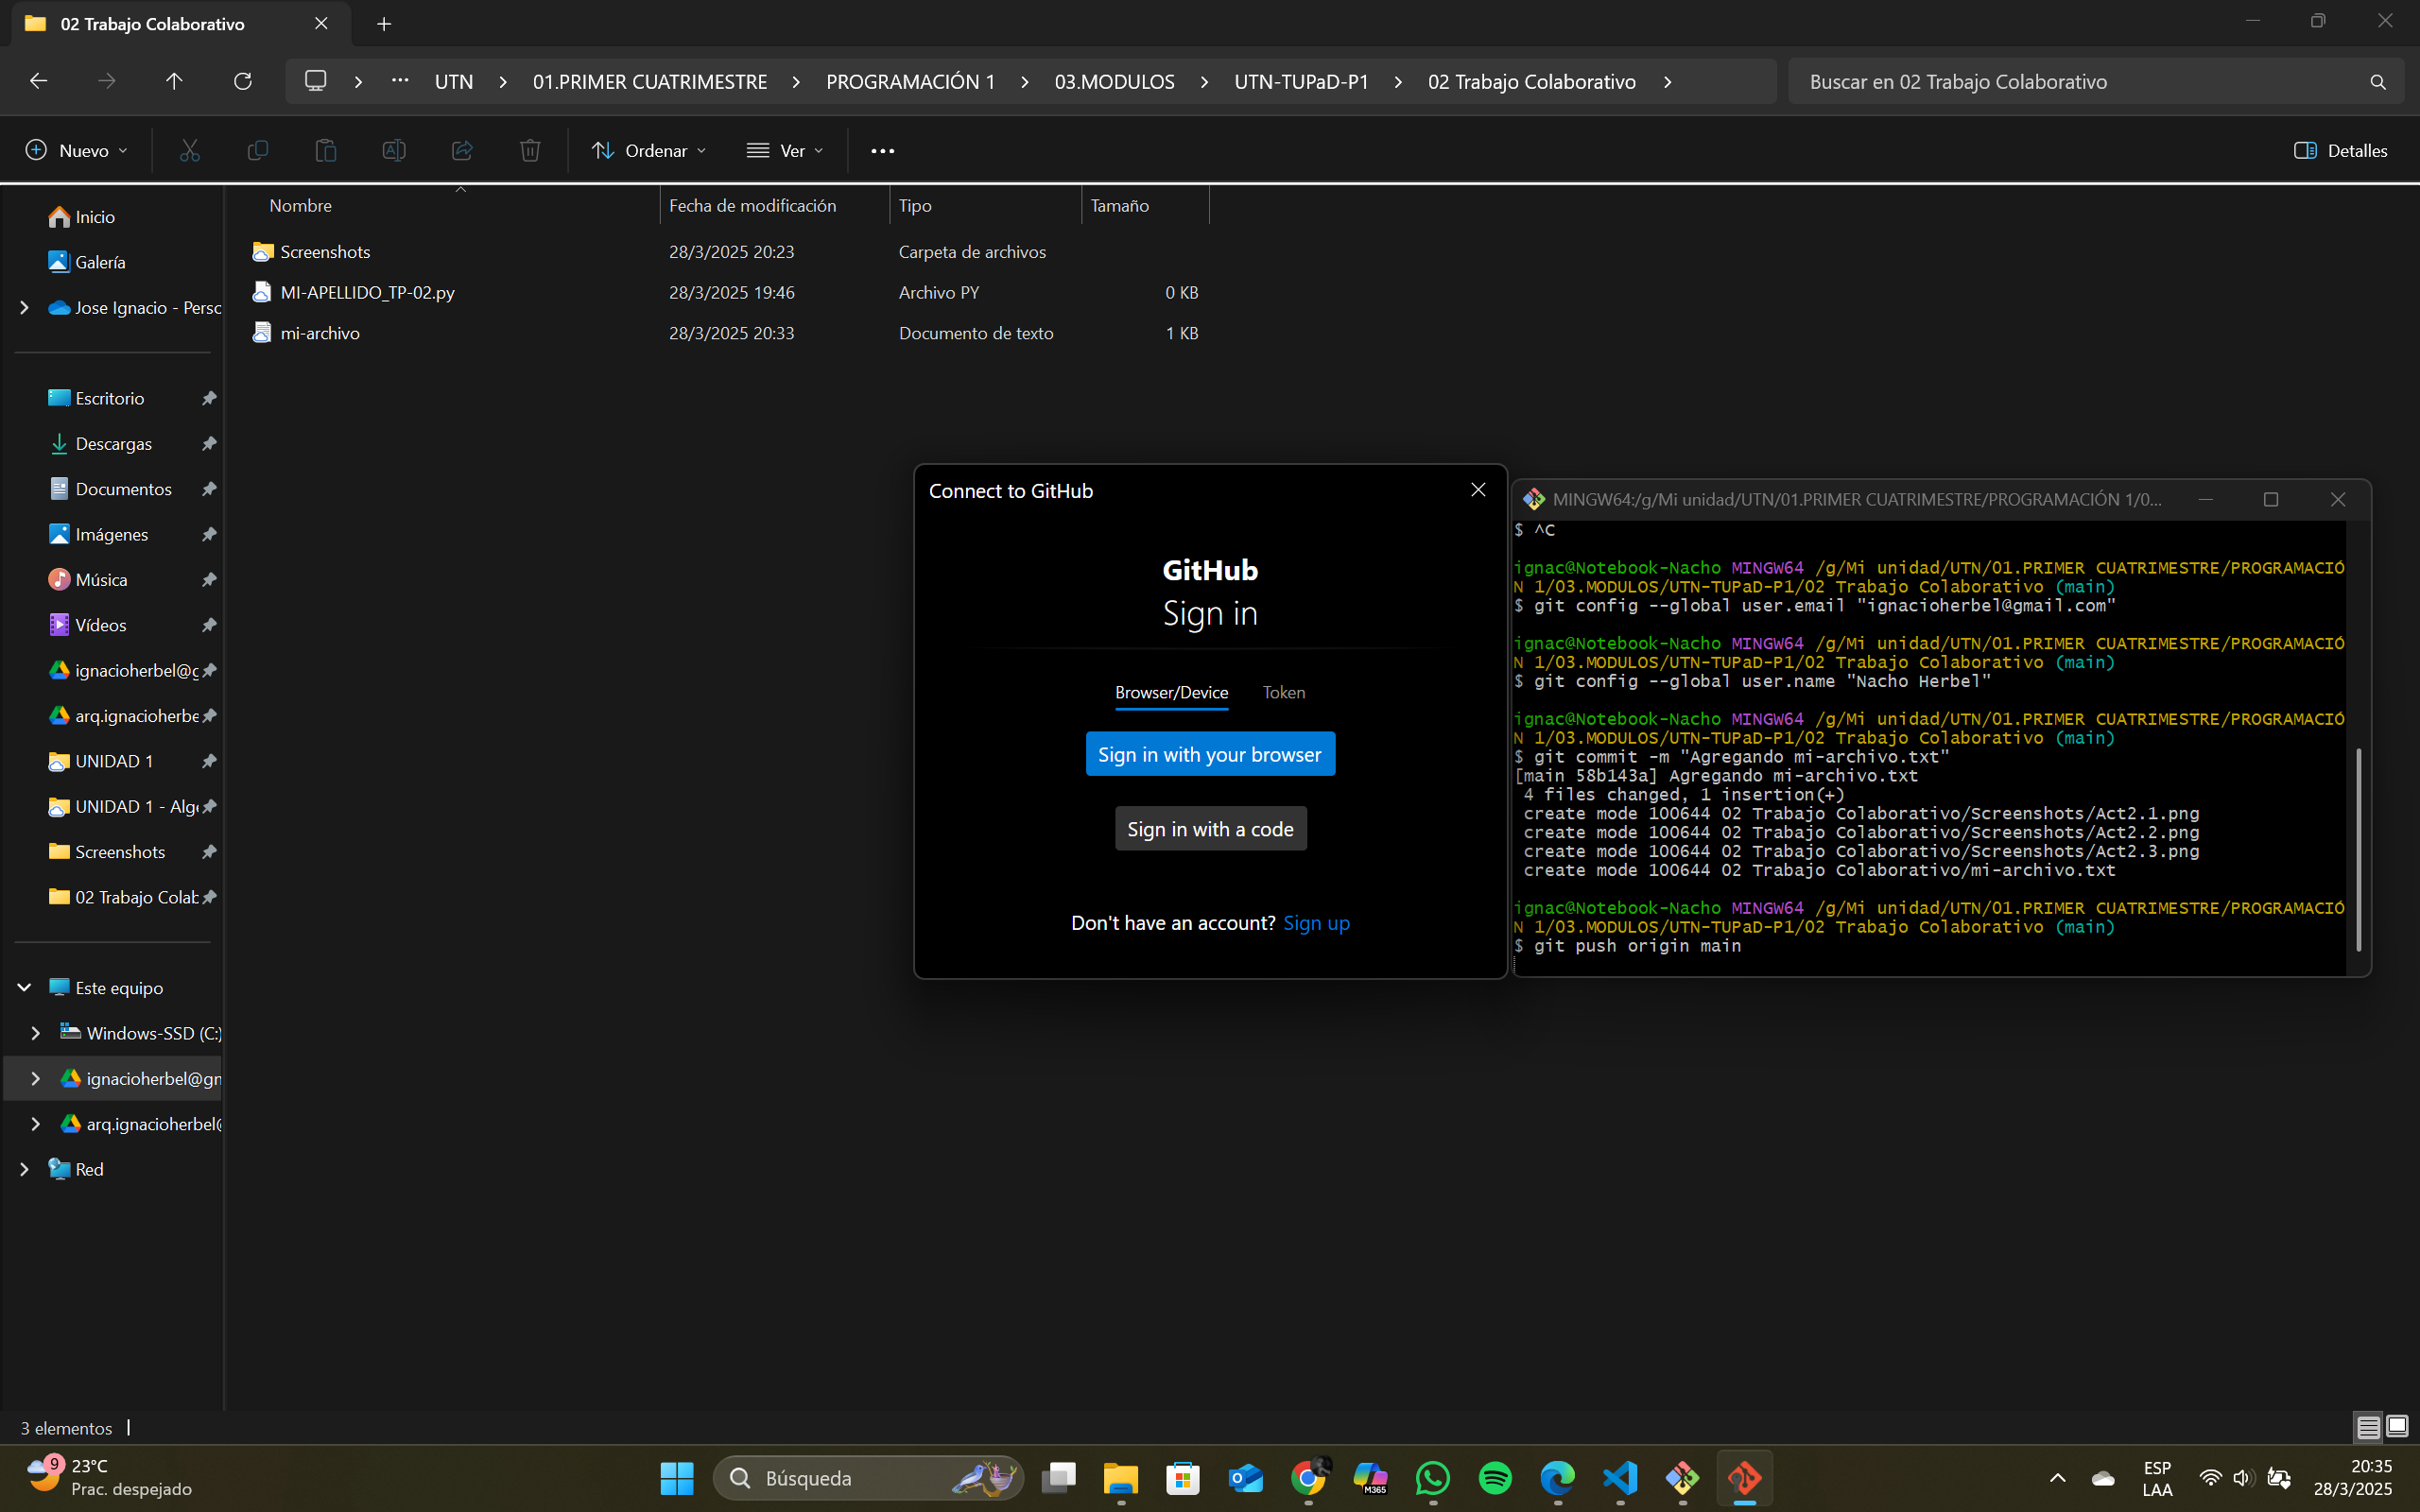 02 Trabajo Colaborativo
UTN > 01.PRIMER CUATRIMESTRE > PROGRAMACIÓN 1 > 03.MODULOS > UTN-TUPaD-P1 > 02 Trabajo Colaborativo >
Buscar en 02 Trabajo Colaborativo
Nuevo
Ordenar
Ver
Detalles
Nombre Fecha de modificación Tipo Tamaño
Screenshots 28/3/2025 20:23 Carpeta de archivos
MI-APELLIDO_TP-02.py 28/3/2025 19:46 Archivo PY 0 KB
mi-archivo 28/3/2025 20:33 Documento de texto 1 KB
Inicio
Galería
Jose Ignacio - Perso
Escritorio
Descargas
Documentos
Imágenes
Música
Vídeos
ignacioherbel@g
arq.ignacioherbe
UNIDAD 1
UNIDAD 1 - Alg
Screenshots
02 Trabajo Colab
Este equipo
Windows-SSD (C:)
ignacioherbel@gm
arq.ignacioherbel@
Red
3 elementos
Connect to GitHub
GitHub
Sign in
Browser/Device Token
Sign in with your browser
Sign in with a code
Don't have an account? Sign up
MINGW64:/g/Mi unidad/UTN/01.PRIMER CUATRIMESTRE/PROGRAMACIÓN 1/0...
$ ^C
ignac@Notebook-Nacho MINGW64 /g/Mi unidad/UTN/01.PRIMER CUATRIMESTRE/PROGRAMACIÓ
N 1/03.MODULOS/UTN-TUPaD-P1/02 Trabajo Colaborativo (main)
$ git config --global user.email "ignacioherbel@gmail.com"
ignac@Notebook-Nacho MINGW64 /g/Mi unidad/UTN/01.PRIMER CUATRIMESTRE/PROGRAMACIÓ
N 1/03.MODULOS/UTN-TUPaD-P1/02 Trabajo Colaborativo (main)
$ git config --global user.name "Nacho Herbel"
ignac@Notebook-Nacho MINGW64 /g/Mi unidad/UTN/01.PRIMER CUATRIMESTRE/PROGRAMACIÓ
N 1/03.MODULOS/UTN-TUPaD-P1/02 Trabajo Colaborativo (main)
$ git commit -m "Agregando mi-archivo.txt"
[main 58b143a] Agregando mi-archivo.txt
4 files changed, 1 insertion(+)
create mode 100644 02 Trabajo Colaborativo/Screenshots/Act2.1.png
create mode 100644 02 Trabajo Colaborativo/Screenshots/Act2.2.png
create mode 100644 02 Trabajo Colaborativo/Screenshots/Act2.3.png
create mode 100644 02 Trabajo Colaborativo/mi-archivo.txt
ignac@Notebook-Nacho MINGW64 /g/Mi unidad/UTN/01.PRIMER CUATRIMESTRE/PROGRAMACIÓ
N 1/03.MODULOS/UTN-TUPaD-P1/02 Trabajo Colaborativo (main)
$ git push origin main
9
23°C
Prac. despejado
Búsqueda
M365
ESP
LAA
20:35
28/3/2025